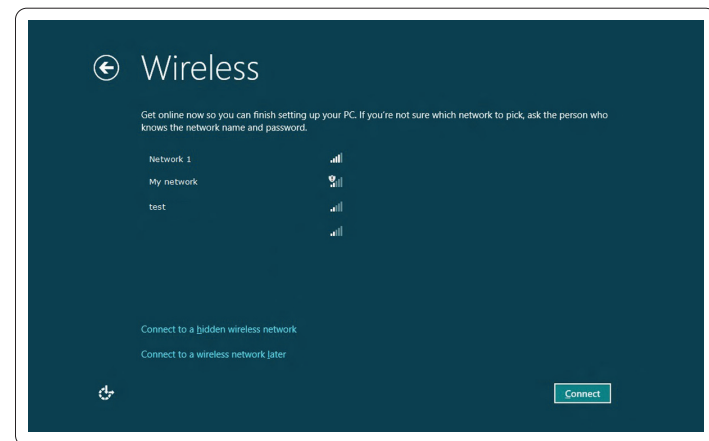 Wireless
Get online now so you can finish setting up your PC. If you're not sure which network to pick, ask the person who
knows the network name and password.
Network 1
My network
test
Connect to a hidden wireless network
Connect to a wireless network later
Connect